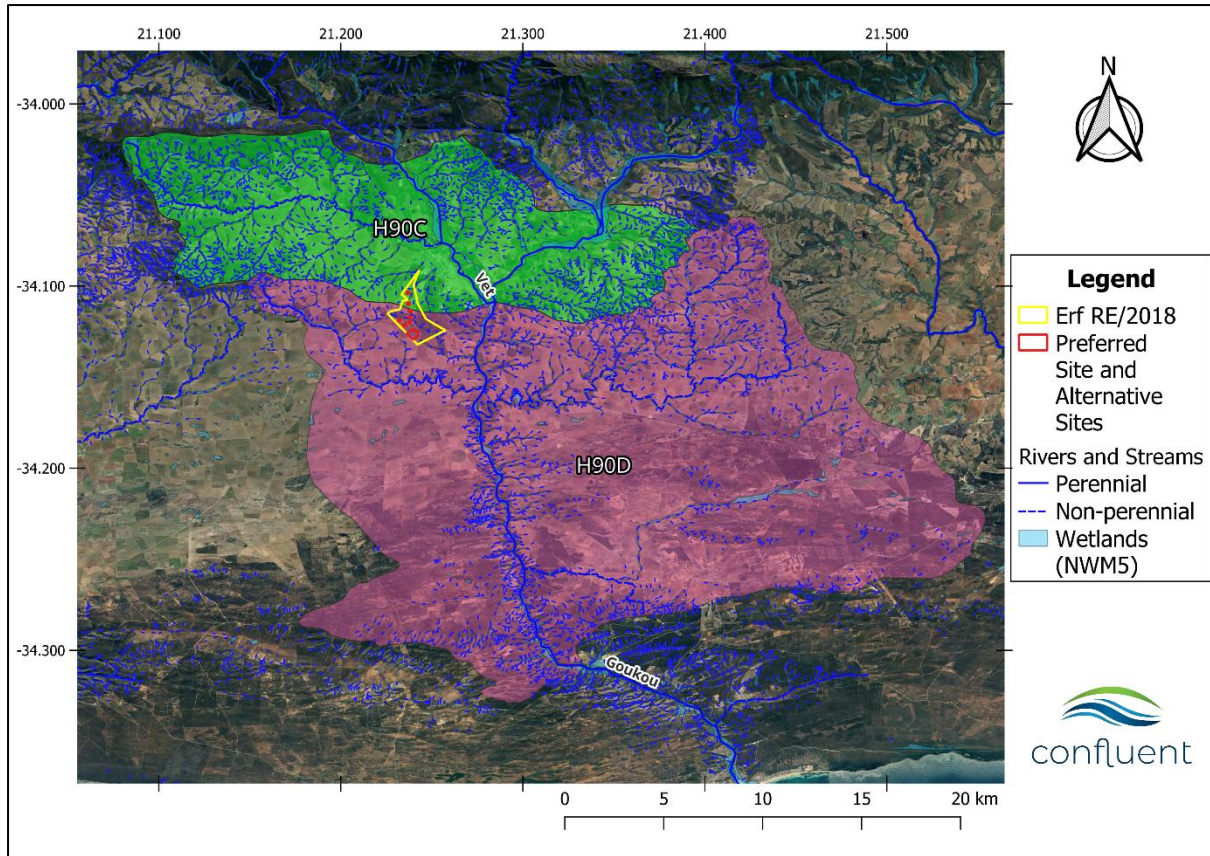 21.100
21.200
21.300
21.400
21.500
-34.000
-34.100
-34.200
-34.300
H90C
Vet
H90D
Goukou
N
Legend
Erf RE/2018
Preferred
Site and
Alternative
Sites
Rivers and Streams
Perennial
Non-perennial
Wetlands
(NWM5)
confluent
0 5 10 15 20 km